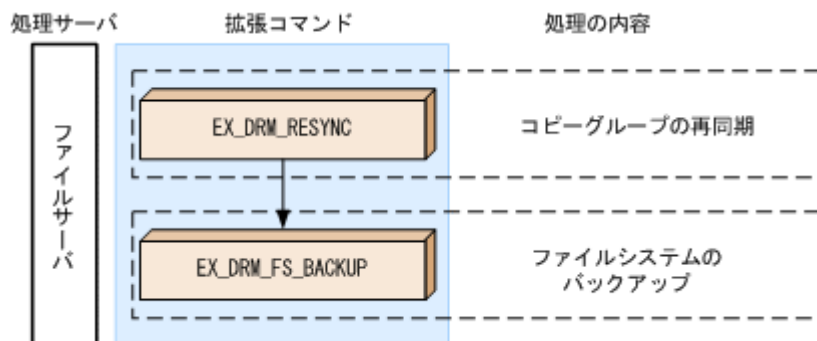 処理サーバ
拡張コマンド
処理の内容
ファイルサーバ
EX_DRM_RESYNC
コピーグループの再同期
EX_DRM_FS_BACKUP
ファイルシステムの
バックアップ